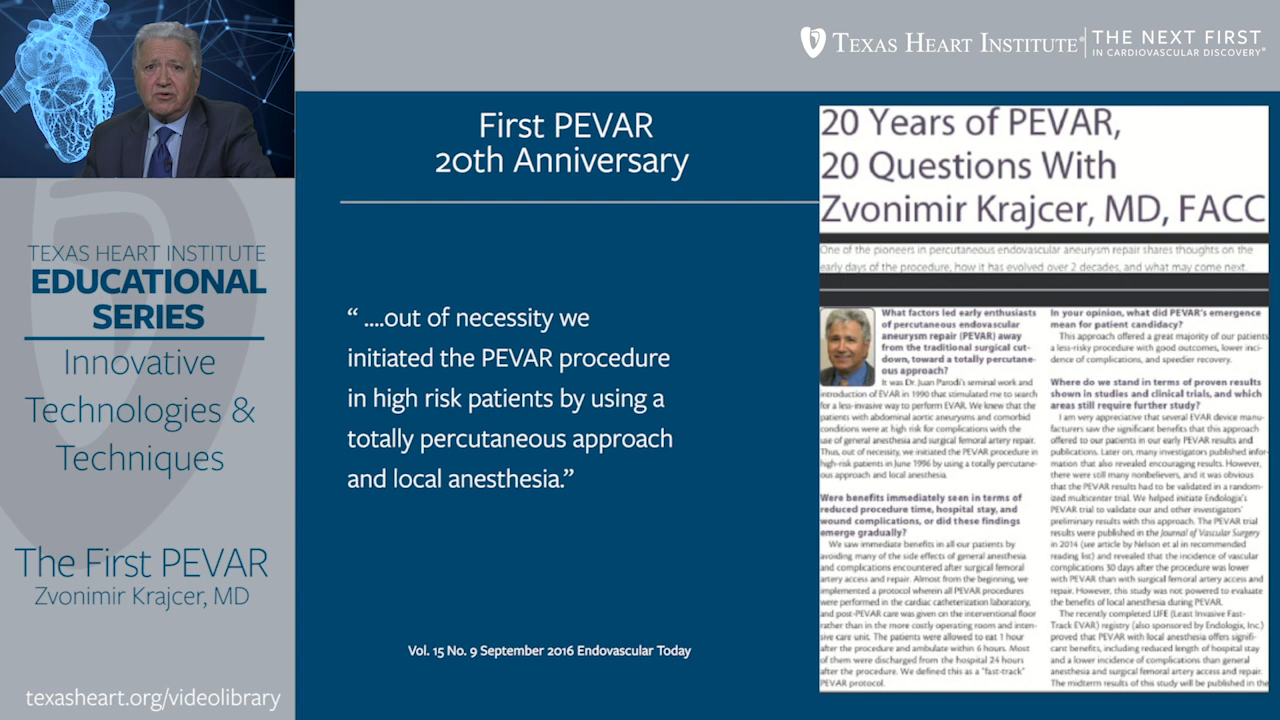 TEXAS HEART INSTITUTE®
THE NEXT FIRST
IN CARDIOVASCULAR DISCOVERY®
TEXAS HEART INSTITUTE
EDUCATIONAL
SERIES
Innovative
Technologies &
Techniques
The First PEVAR
Zvonimir Krajcer, MD
texasheart.org/videolibrary
First PEVAR
20th Anniversary
“ ....out of necessity we
initiated the PEVAR procedure
in high risk patients by using a
totally percutaneous approach
and local anesthesia.”
Vol. 15 No. 9 September 2016 Endovascular Today
20 Years of PEVAR,
20 Questions With
Zvonimir Krajcer, MD, FACC
One of the pioneers in percutaneous endovascular aneurysm repair shares thoughts on the
early days of the procedure, how it has evolved over 2 decades, and what may come next.
What factors led early enthusiasts
of percutaneous endovascular
aneurysm repair (PEVAR) away
from the traditional surgical cut-
down, toward a totally percutane-
ous approach?
It was Dr. Juan Parodi's seminal work and
introduction of EVAR in 1990 that stimulated me to search
for a less-invasive way to perform EVAR. We knew that the
patients with abdominal aortic aneurysms and comorbid
conditions were at high risk for complications with the
use of general anesthesia and surgical femoral artery repair.
Thus, out of necessity, we initiated the PEVAR procedure in
high-risk patients in June 1996 by using a totally percutane-
ous approach and local anesthesia.
Were benefits immediately seen in terms of
reduced procedure time, hospital stay, and
wound complications, or did these findings
emerge gradually?
We saw immediate benefits in all our patients by
avoiding many of the side effects of general anesthesia
and complications encountered after surgical femoral
artery access and repair. Almost from the beginning, we
implemented a protocol wherein all PEVAR procedures
were performed in the cardiac catheterization laboratory,
and post-PEVAR care was given on the interventional floor
rather than in the more costly operating room and inten-
sive care unit. The patients were allowed to eat 1 hour
after the procedure and ambulate within 6 hours. Most
of them were discharged from the hospital 24 hours
after the procedure. We defined this as a "fast-track"
PEVAR protocol.
In your opinion, what did PEVAR's emergence
mean for patient candidacy?
This approach offered a great majority of our patients
a less-risky procedure with good outcomes, lower inci-
dence of complications, and speedier recovery.
Where do we stand in terms of proven results
shown in studies and clinical trials, and which
areas still require further study?
I am very appreciative that several EVAR device manu-
facturers saw the significant benefits that this approach
offered to our patients in our early PEVAR results and
publications. Later on, many investigators published infor-
mation that also revealed encouraging results. However,
there were still many nonbelievers, and it was obvious
that the PEVAR results had to be validated in a random-
ized multicenter trial. We helped initiate Endologix's
PEVAR trial to validate our and other investigators'
preliminary results with this approach. The PEVAR trial
results were published in the Journal of Vascular Surgery
in 2014 (see article by Nelson et al in recommended
reading list) and revealed that the incidence of vascular
complications 30 days after the procedure was lower
with PEVAR than with surgical femoral artery access and
repair. However, this study was not powered to evaluate
the benefits of local anesthesia during PEVAR.
The recently completed LIFE (Least Invasive Fast-
Track EVAR) registry (also sponsored by Endologix, Inc.)
proved that PEVAR with local anesthesia offers signifi-
cant benefits, including reduced length of hospital stay
and a lower incidence of complications than general
anesthesia and surgical femoral artery access and repair.
The midterm results of this study will be published in the